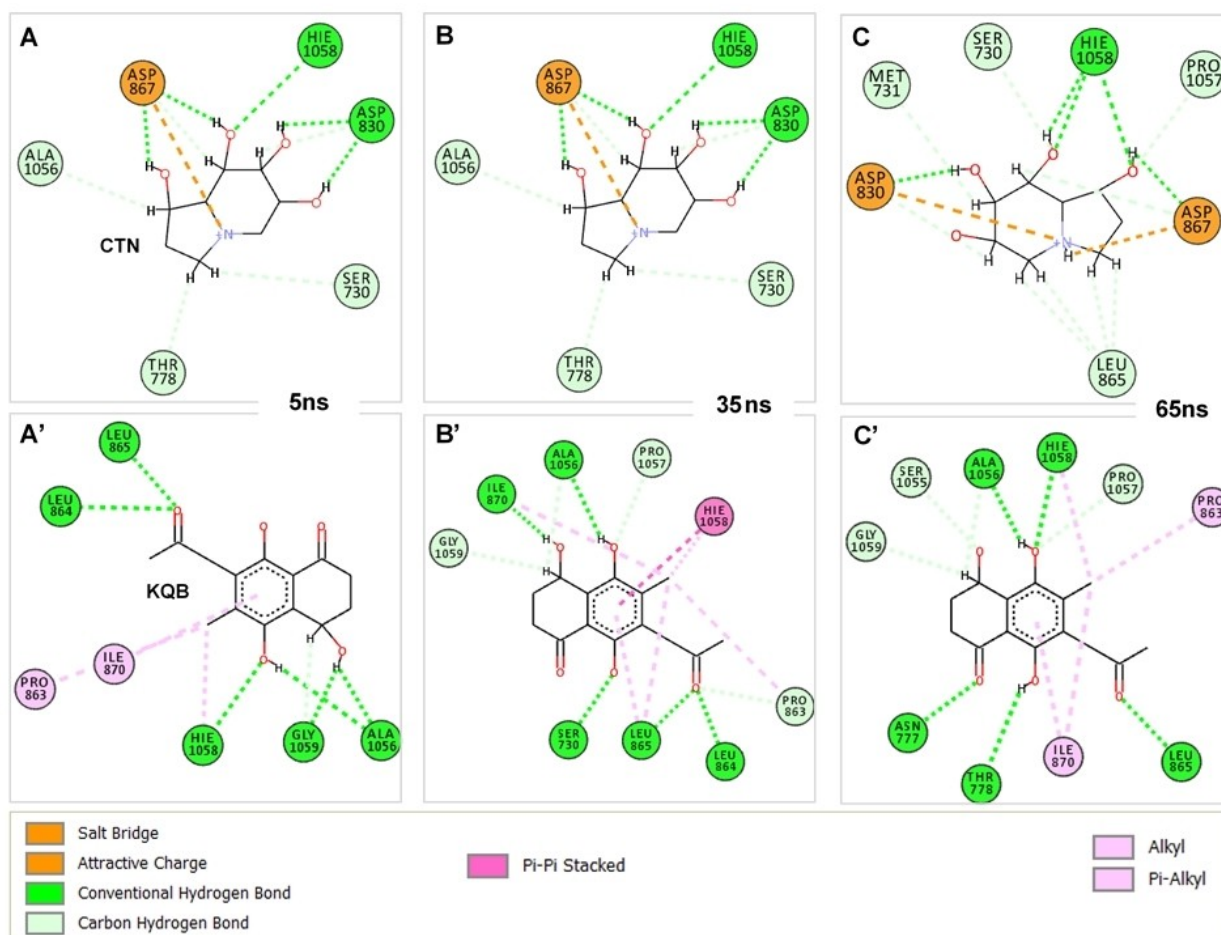 A
HIE
1058
ASP
867
ASP
830
ALA
1056
CTN
SER
730
THR
778
B
HIE
1058
ASP
867
ASP
830
ALA
1056
SER
730
THR
778
C
SER
730
HIE
1058
PRO
1057
MET
731
ASP
830
ASP
867
LEU
865
H
O
+N
5ns
35ns
65ns
A'
LEU
865
LEU
864
KQB
PRO
863
ILE
870
HIE
1058
GLY
1059
ALA
1056
B'
ALA
1056
PRO
1057
ILE
870
HIE
1058
GLY
1059
PRO
863
SER
730
LEU
865
LEU
864
C'
HIE
1058
ALA
1056
SER
1055
PRO
1057
PRO
863
GLY
1059
ASN
777
THR
778
ILE
870
LEU
865
Salt Bridge
Attractive Charge
Conventional Hydrogen Bond
Carbon Hydrogen Bond
Pi-Pi Stacked
Alkyl
Pi-Alkyl